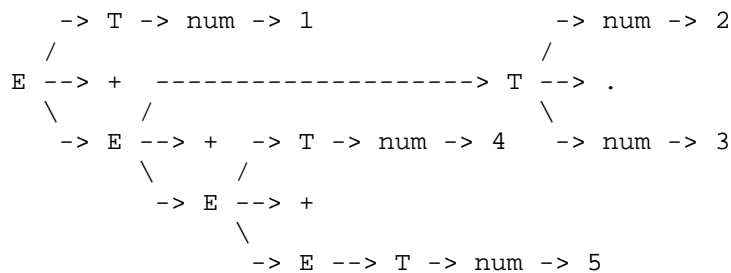 -> T -> num -> 1                -> num -> 2
/                               /
E --> +  --------------------> T --> .
\     /                         \
-> E --> +  -> T -> num -> 4   -> num -> 3
\     /
-> E --> +
\
-> E --> T -> num -> 5